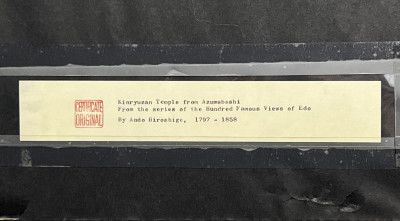 CERTIFICATE
ORIGINAL
Kinryuzan Temple from Azumabashi
From the series of the Hundred Famous Views of Edo
By Ando Hiroshige, 1797 - 1858